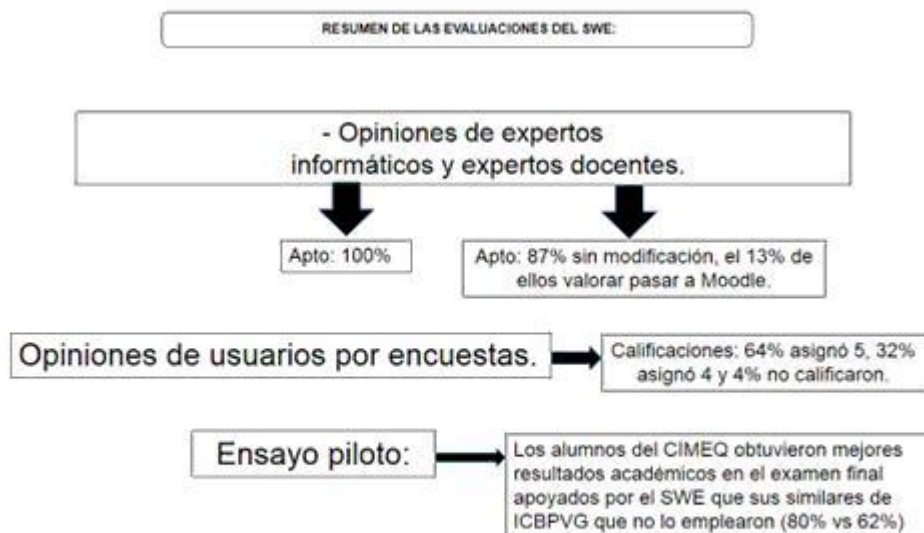 RESUMEN DE LAS EVALUACIONES DEL SWE:
- Opiniones de expertos
informáticos y expertos docentes.
Apto: 100%
Apto: 87% sin modificación, el 13% de
ellos valorar pasar a Moodle.
Opiniones de usuarios por encuestas.
Calificaciones: 64% asignó 5, 32%
asignó 4 y 4% no calificaron.
Ensayo piloto:
Los alumnos del CIMEQ obtuvieron mejores
resultados académicos en el examen final
apoyados por el SWE que sus similares de
ICBPVG que no lo emplearon (80% vs 62%)